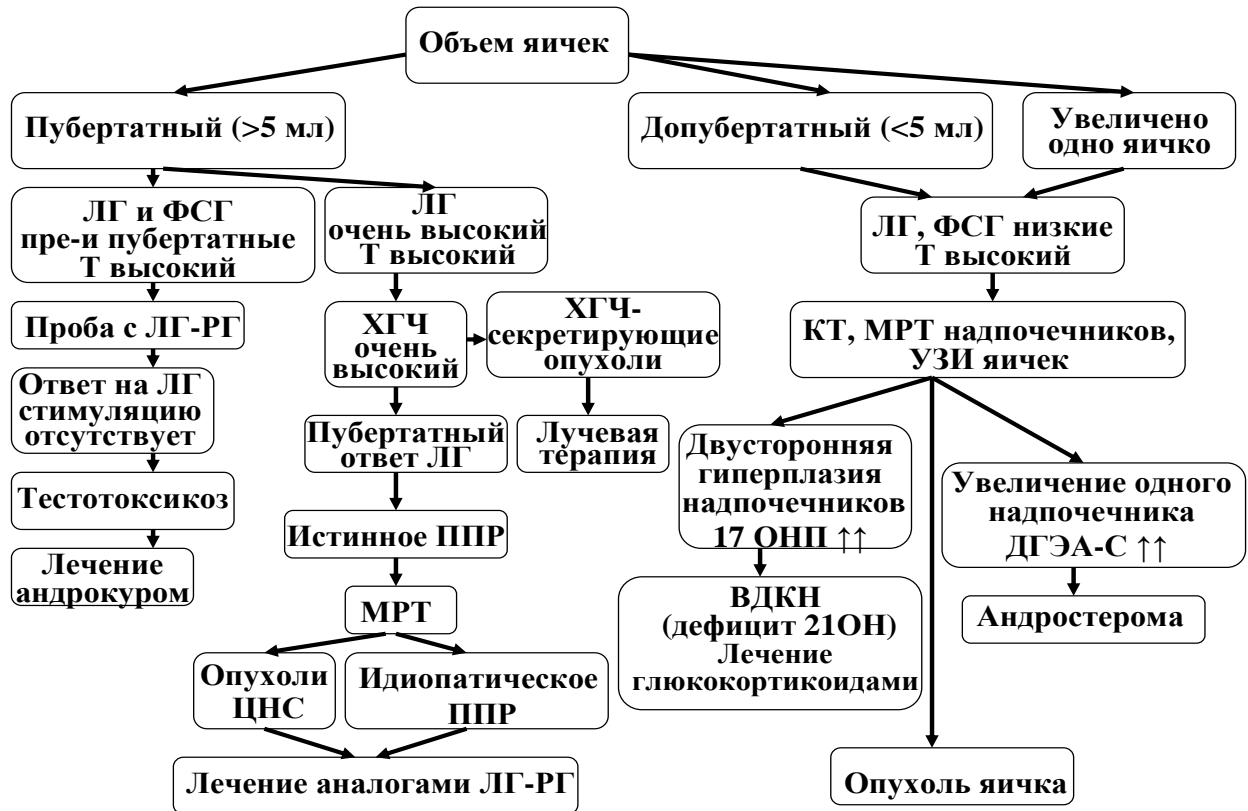 Объем яичек
Пубертатный (>5 мл)
Допубертатный (<5 мл)
Увеличено
одно яичко
ЛГ и ФСГ
пре-и пубертатные
Т высокий
ЛГ
очень высокий
Т высокий
ЛГ, ФСГ низкие
Т высокий
Проба с ЛГ-РГ
ХГЧ
очень
высокий
ХГЧ-
секретирующие
опухоли
КТ, МРТ надпочечников,
УЗИ яичек
Ответ на ЛГ
стимуляцию
отсутствует
Пубертатный
ответ ЛГ
Лучевая
терапия
Двусторонняя
гиперплазия
надпочечников
17 ОНП ↑↑
Увеличение одного
надпочечника
ДГЭА-С ↑↑
Тестотоксикоз
Истинное ППР
Лечение
андрокуром
МРТ
ВДКН
(дефицит 21ОН)
Лечение
глюкокортикоидами
Андростерома
Опухоли
ЦНС
Идиопатическое
ППР
Лечение аналогами ЛГ-РГ
Опухоль яичка